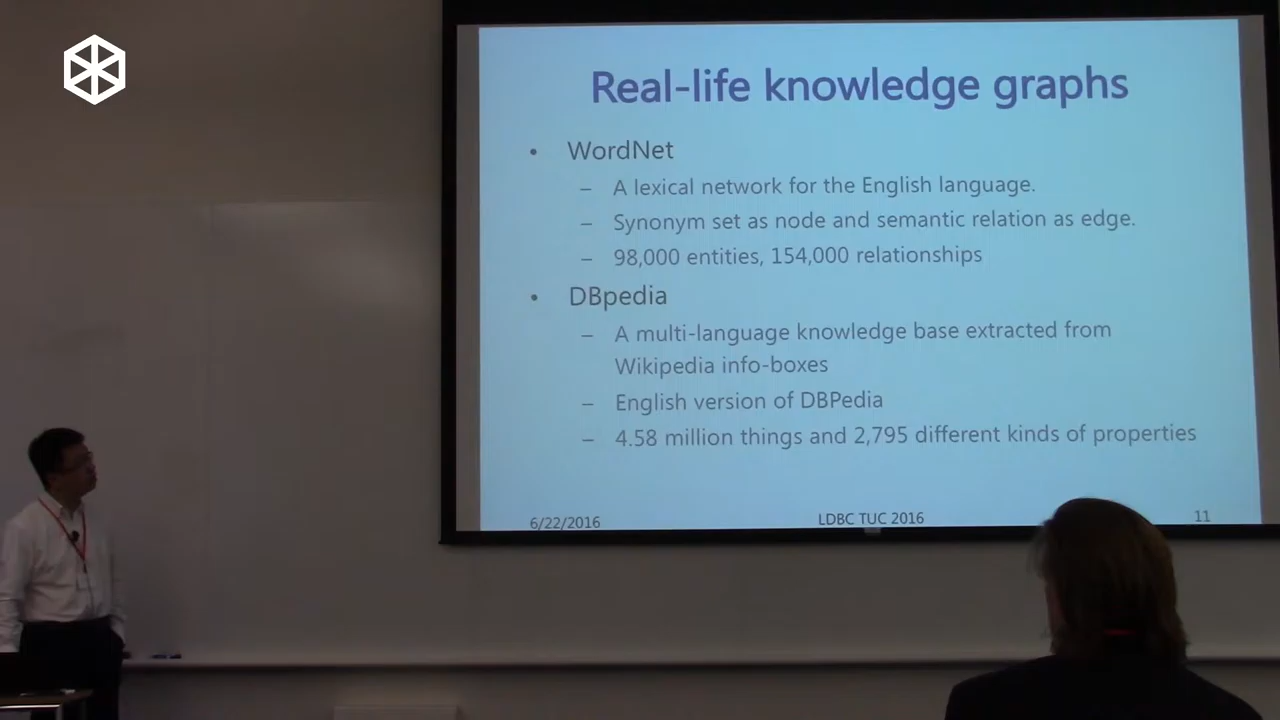 Real-life knowledge graphs
• WordNet
– A lexical network for the English language.
– Synonym set as node and semantic relation as edge.
– 98,000 entities, 154,000 relationships
• DBpedia
– A multi-language knowledge base extracted from
Wikipedia info-boxes
– English version of DBPedia
– 4.58 million things and 2,795 different kinds of properties
6/22/2016
LDBC TUC 2016
11